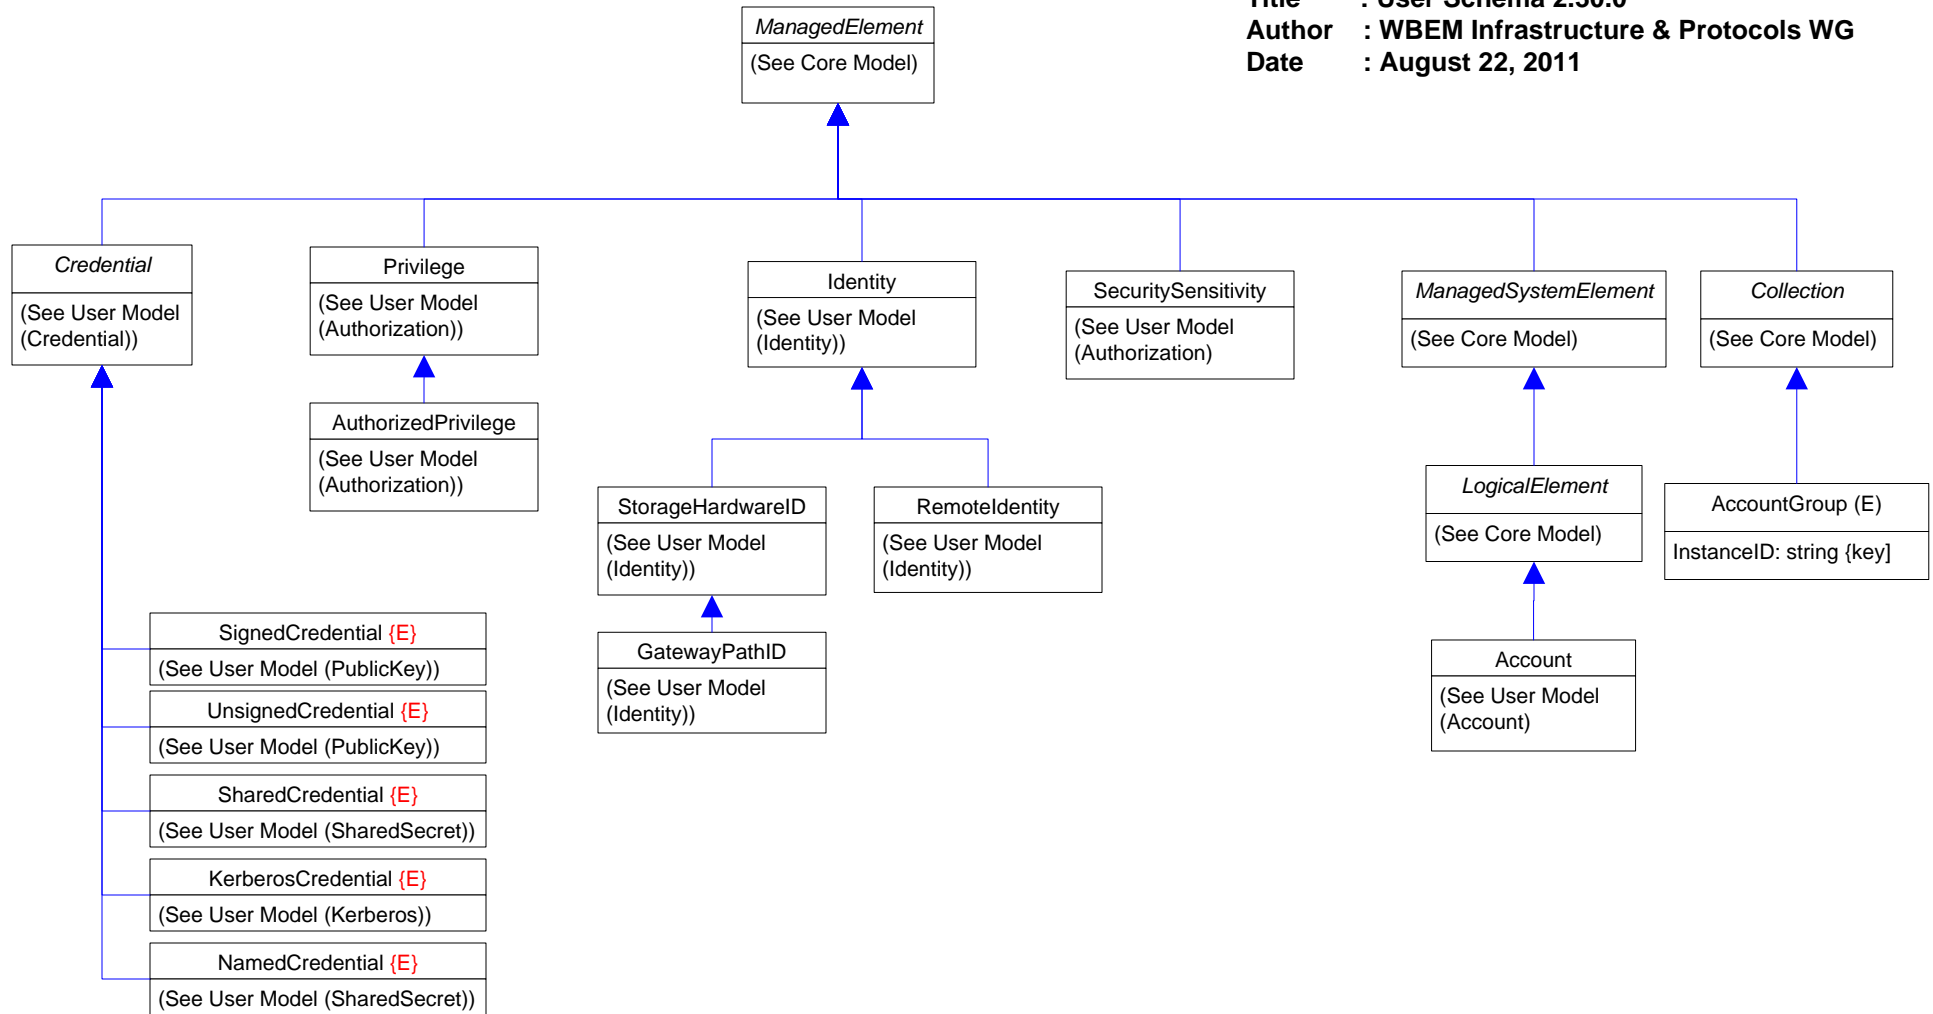 Title : User Schema 2.30.0
Author : WBEM Infrastructure & Protocols WG
Date : August 22, 2011
ManagedElement
(See Core Model)
Credential
(See User Model
(Credential))
Privilege
(See User Model
(Authorization))
Identity
(See User Model
(Identity))
SecuritySensitivity
(See User Model
(Authorization)
ManagedSystemElement
(See Core Model)
Collection
(See Core Model)
AuthorizedPrivilege
(See User Model
(Authorization))
StorageHardwareID
(See User Model
(Identity))
RemoteIdentity
(See User Model
(Identity))
LogicalElement
(See Core Model)
AccountGroup (E)
InstanceID: string {key]
GatewayPathID
(See User Model
(Identity))
Account
(See User Model
(Account)
SignedCredential {E}
(See User Model (PublicKey))
UnsignedCredential {E}
(See User Model (PublicKey))
SharedCredential {E}
(See User Model (SharedSecret))
KerberosCredential {E}
(See User Model (Kerberos))
NamedCredential {E}
(See User Model (SharedSecret))